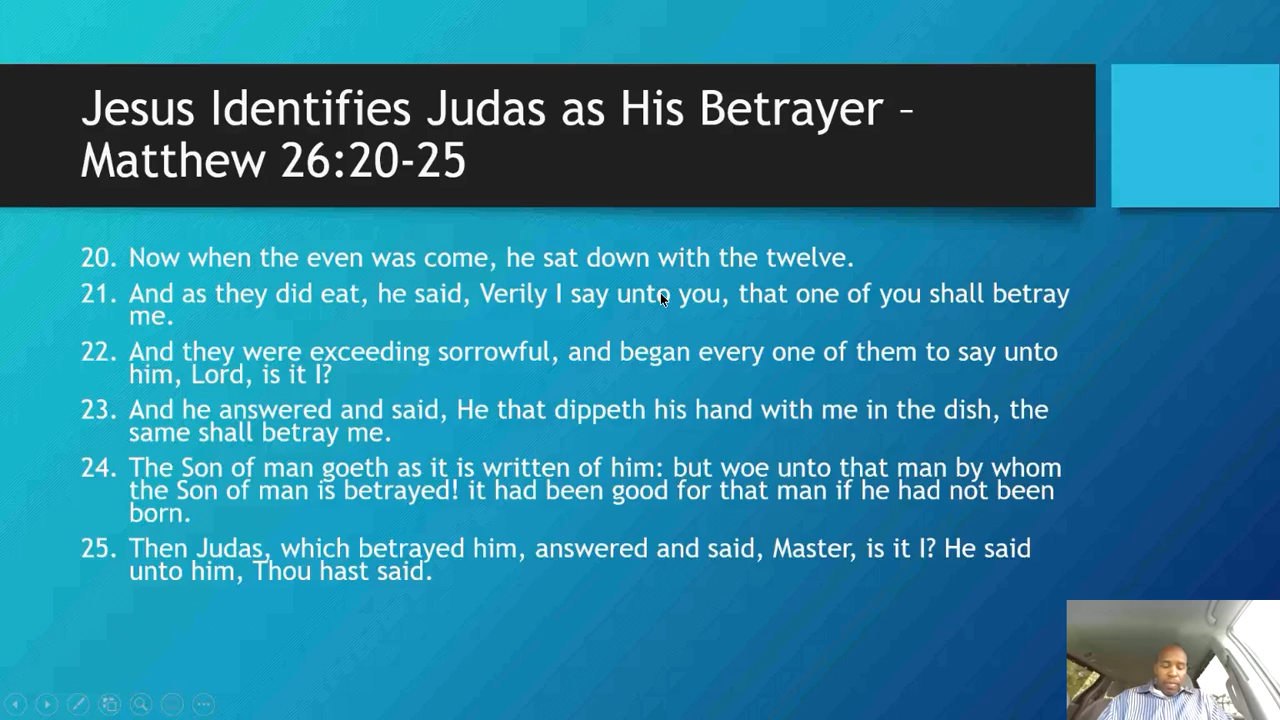 Jesus Identifies Judas as His Betrayer –
Matthew 26:20-25
20. Now when the even was come, he sat down with the twelve.
21. And as they did eat, he said, Verily I say unto you, that one of you shall betray
me.
22. And they were exceeding sorrowful, and began every one of them to say unto
him, Lord, is it I?
23. And he answered and said, He that dippeth his hand with me in the dish, the
same shall betray me.
24. The Son of man goeth as it is written of him: but woe unto that man by whom
the Son of man is betrayed! it had been good for that man if he had not been
born.
25. Then Judas, which betrayed him, answered and said, Master, is it I? He said
unto him, Thou hast said.